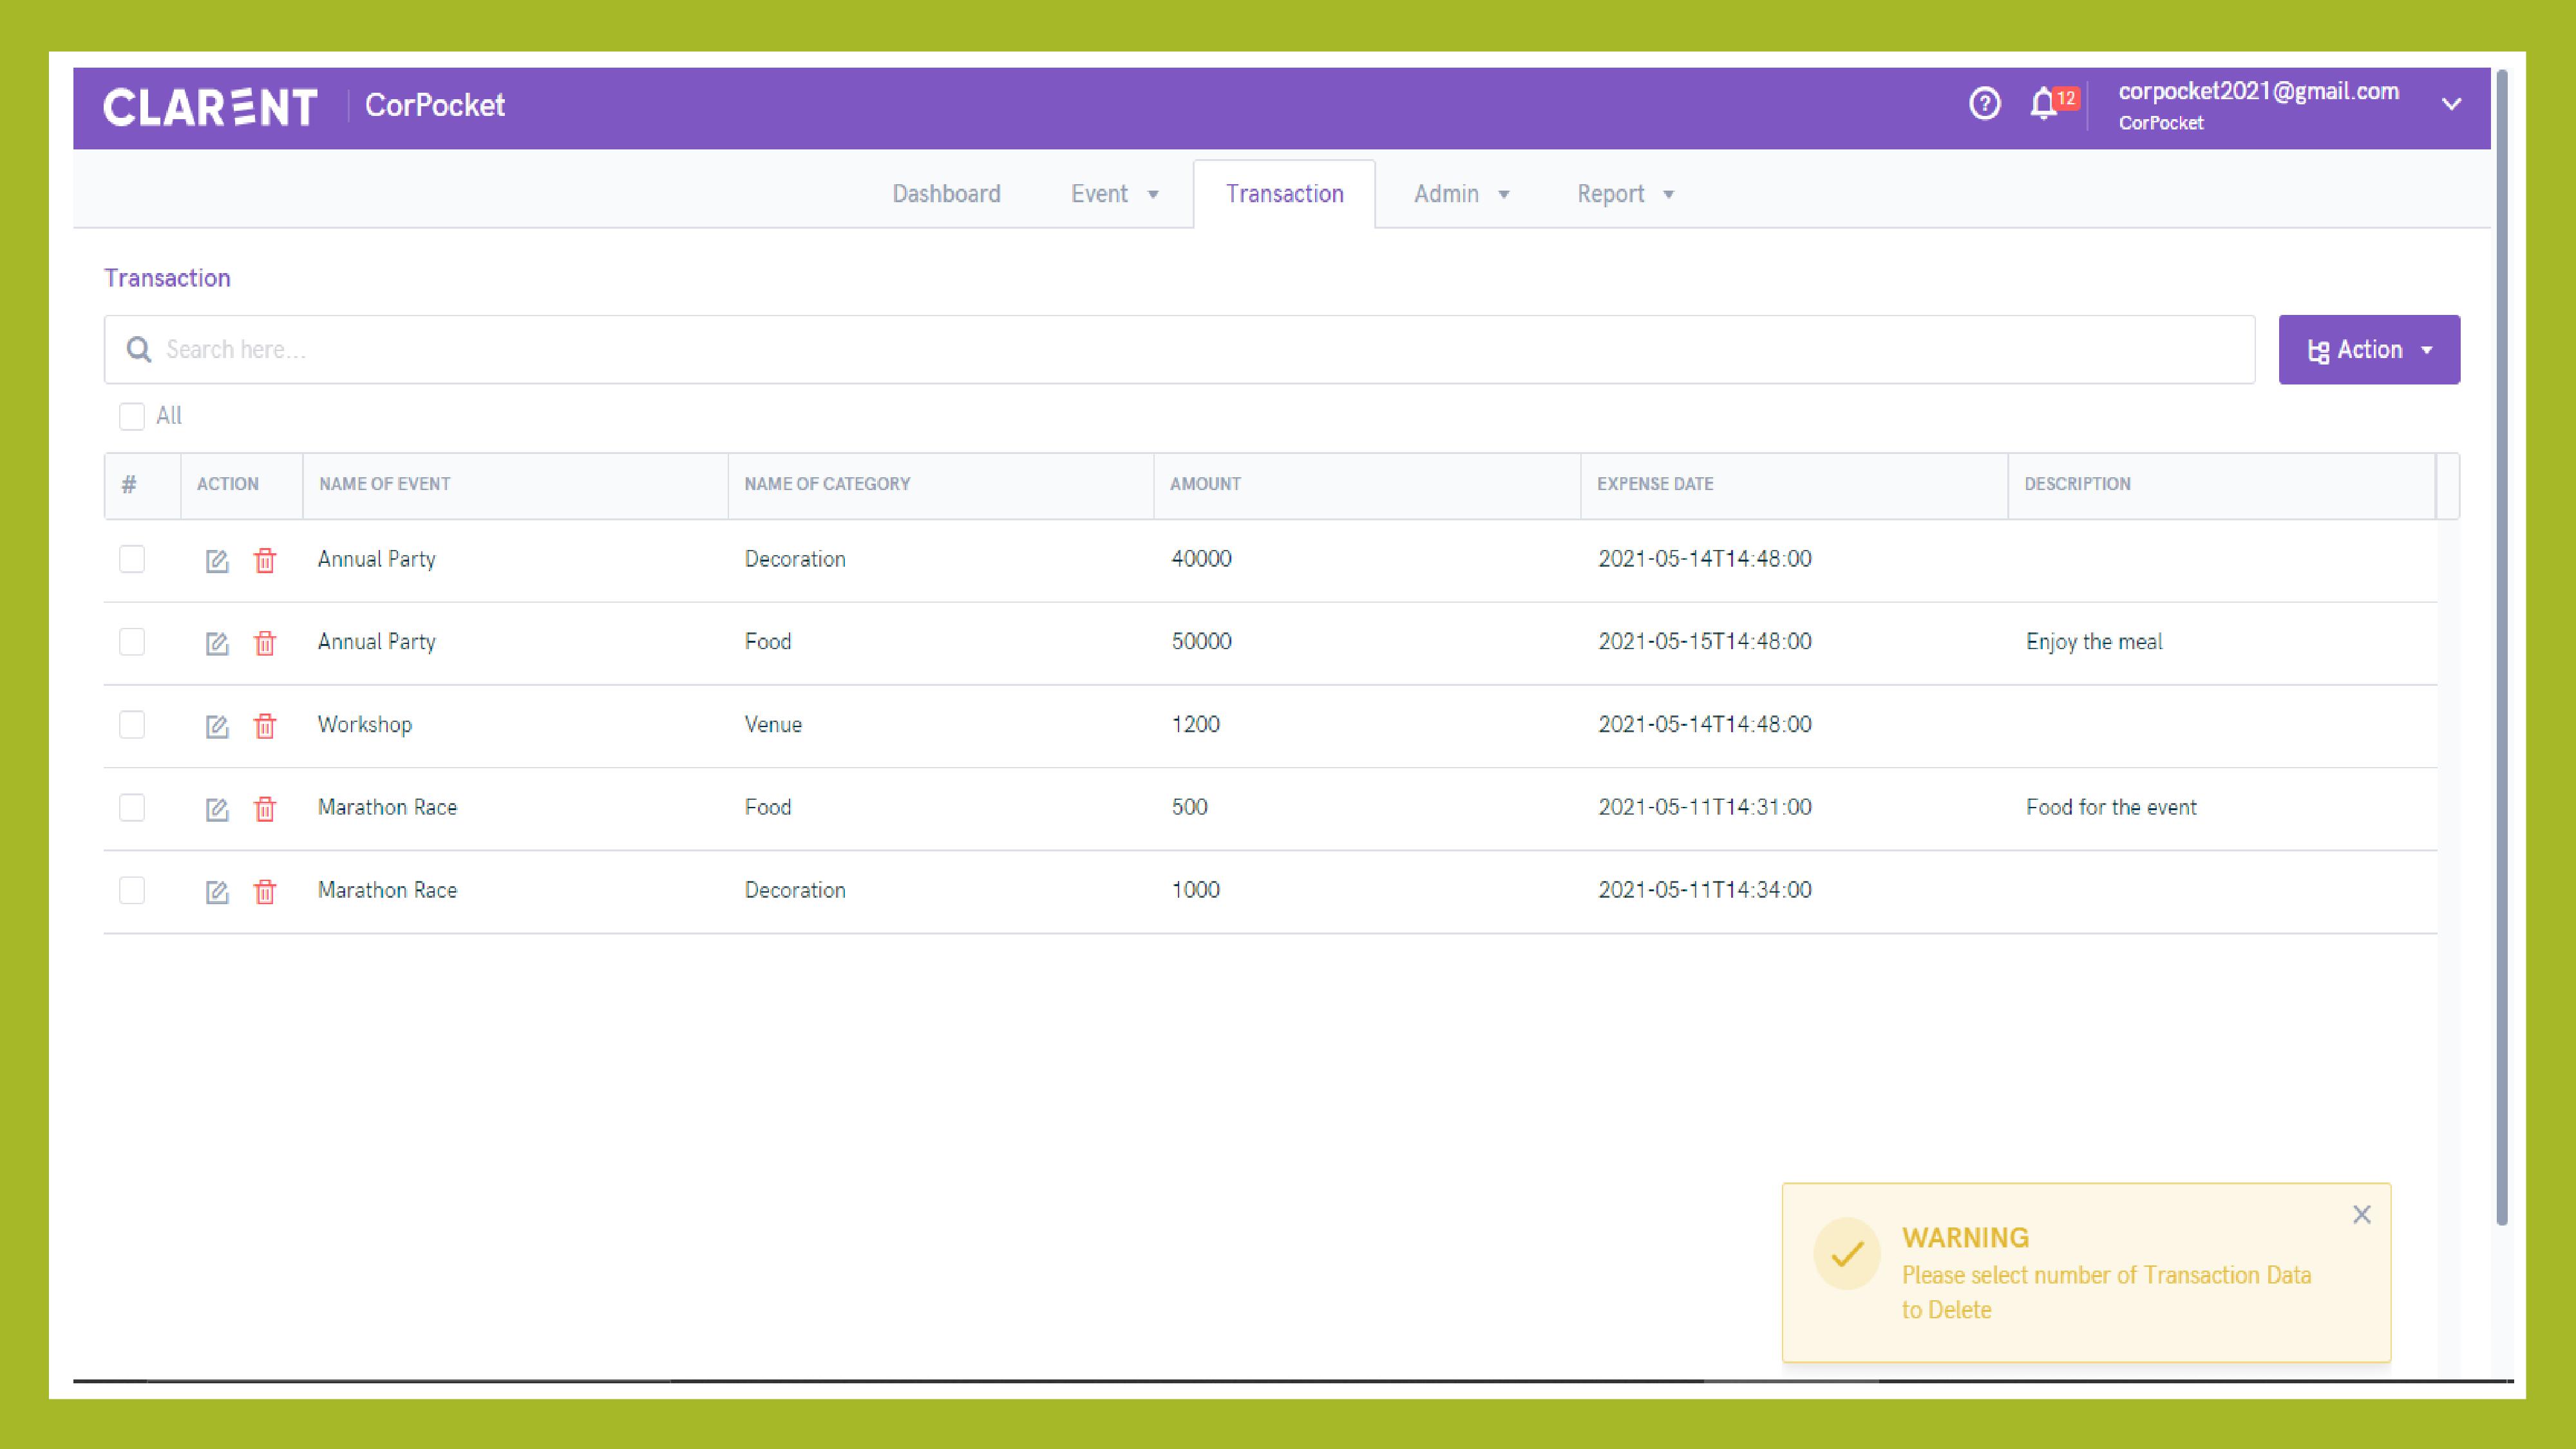 CLARENT CorPocket ? 12 corpocket2021@gmail.com
CorPocket
Dashboard Event Transaction Admin Report
Transaction
Search here... Action
All
# ACTION NAME OF EVENT NAME OF CATEGORY AMOUNT EXPENSE DATE DESCRIPTION
Annual Party Decoration 40000 2021-05-14T14:48:00
Annual Party Food 50000 2021-05-15T14:48:00 Enjoy the meal
Workshop Venue 1200 2021-05-14T14:48:00
Marathon Race Food 500 2021-05-11T14:31:00 Food for the event
Marathon Race Decoration 1000 2021-05-11T14:34:00
WARNING
Please select number of Transaction Data
to Delete